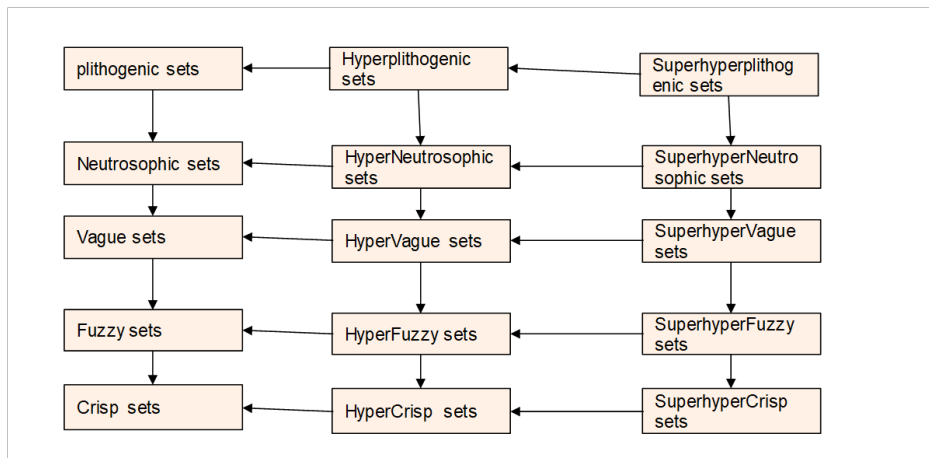 plithogenic sets
Hyperplithogenic
sets
Superhyperplithog
enic sets
Neutrosophic sets
HyperNeutrosophic
sets
SuperhyperNeutro
sophic sets
Vague sets
HyperVague sets
SuperhyperVague
sets
Fuzzy sets
HyperFuzzy sets
SuperhyperFuzzy
sets
Crisp sets
HyperCrisp sets
SuperhyperCrisp
sets